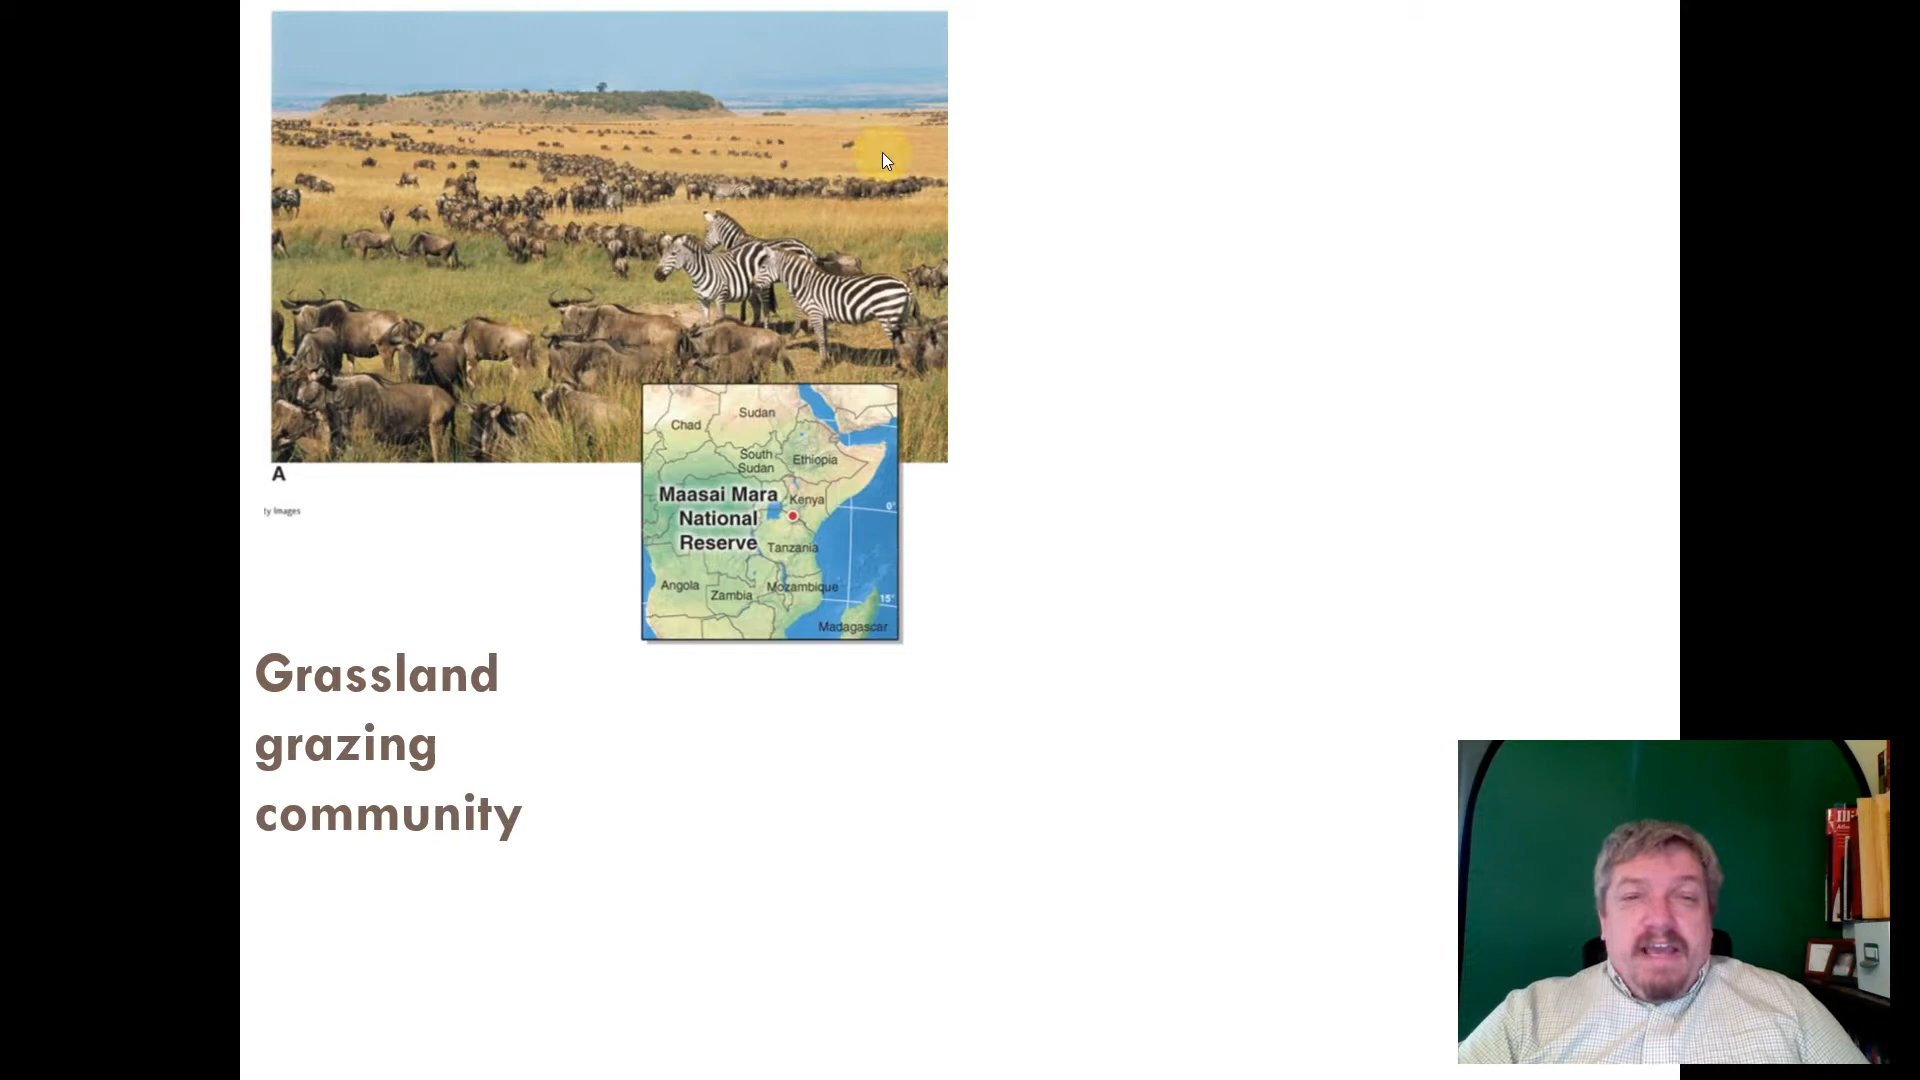 A
ty Images
Sudan
Chad
South
Sudan
Ethiopia
Maasai Mara
National
Reserve
Kenya
0°
Tanzania
Angola
Zambia
Mozambique
15°
Madagascar
Grassland
grazing
community